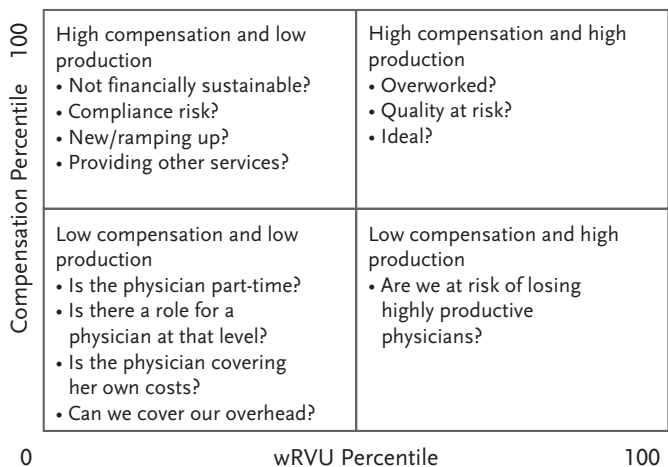 100
Compensation Percentile
High compensation and low
production
• Not financially sustainable?
• Compliance risk?
• New/ramping up?
• Providing other services?
High compensation and high
production
• Overworked?
• Quality at risk?
• Ideal?
Low compensation and low
production
• Is the physician part-time?
• Is there a role for a
physician at that level?
• Is the physician covering
her own costs?
• Can we cover our overhead?
Low compensation and high
production
• Are we at risk of losing
highly productive
physicians?
0 wRVU Percentile 100